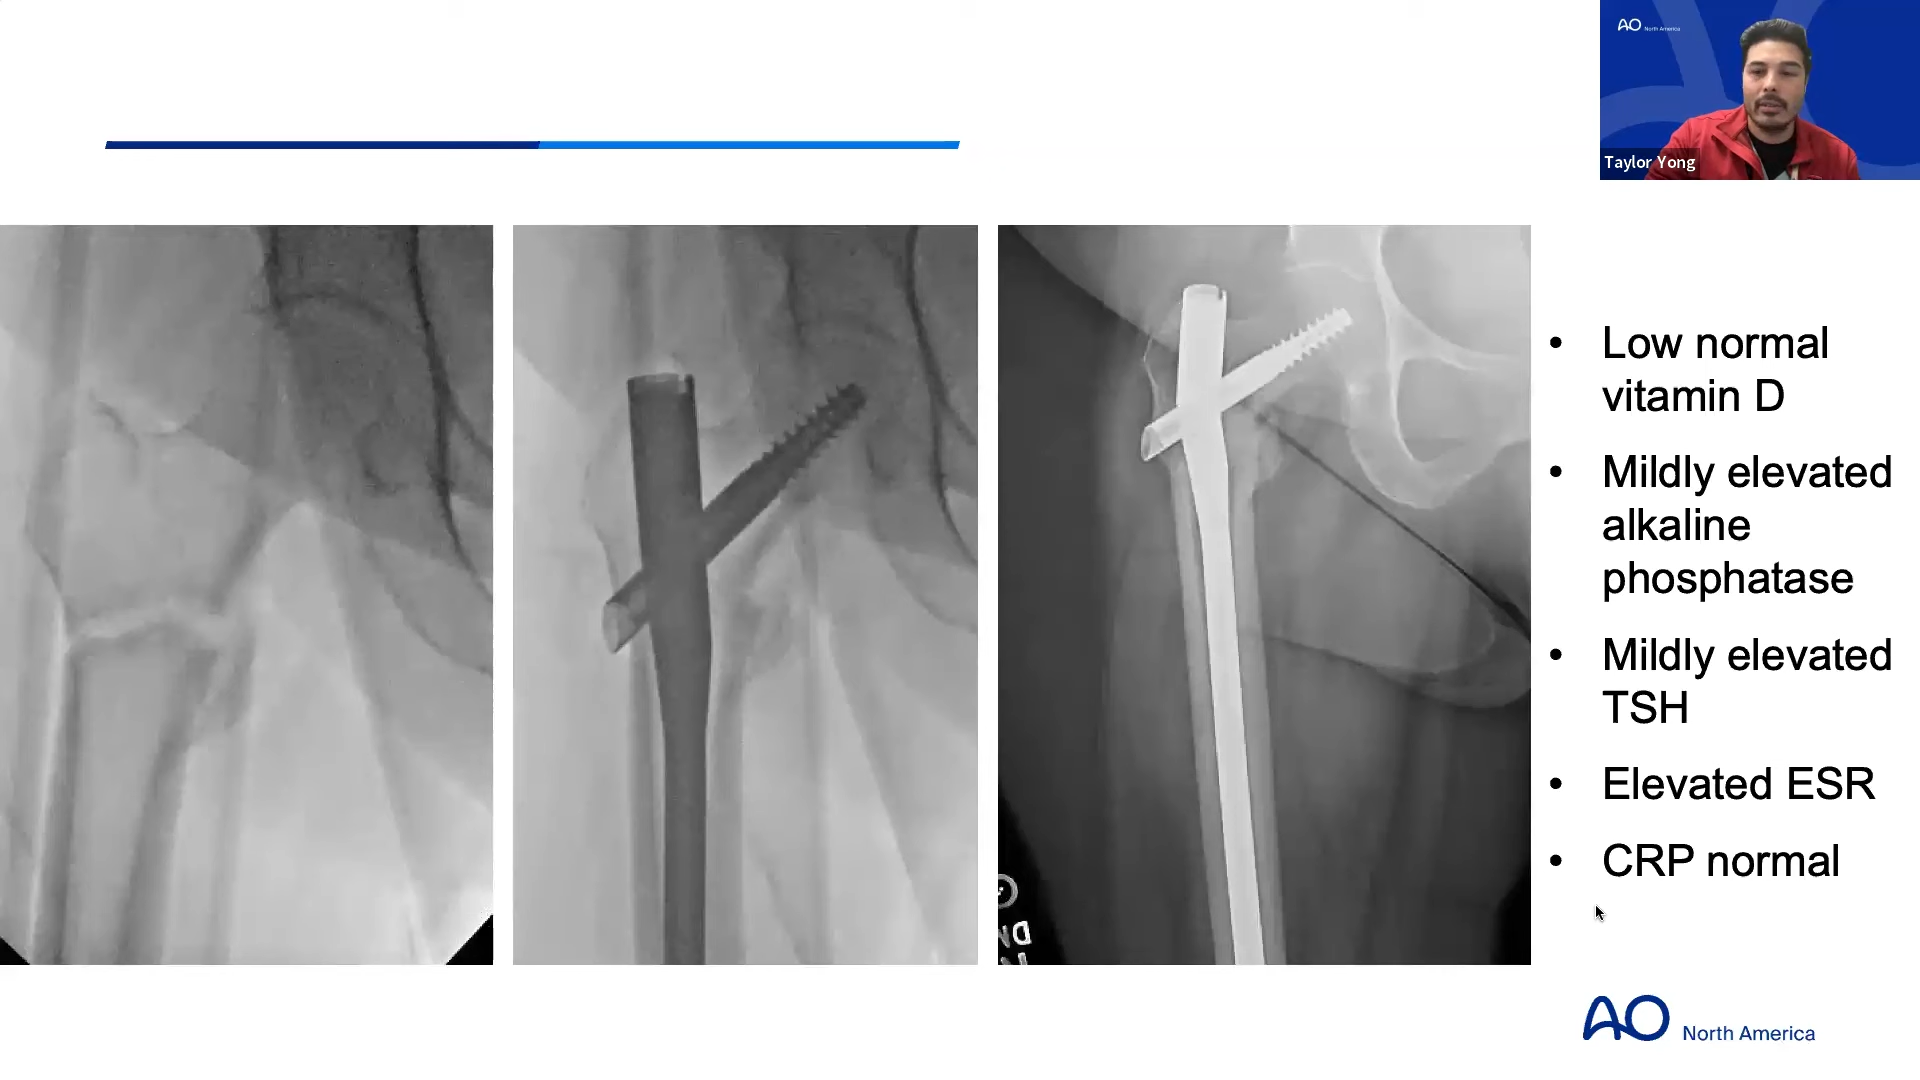 AO North America
Taylor Yong
• Low normal
vitamin D
• Mildly elevated
alkaline
phosphatase
• Mildly elevated
TSH
• Elevated ESR
• CRP normal
AO North America